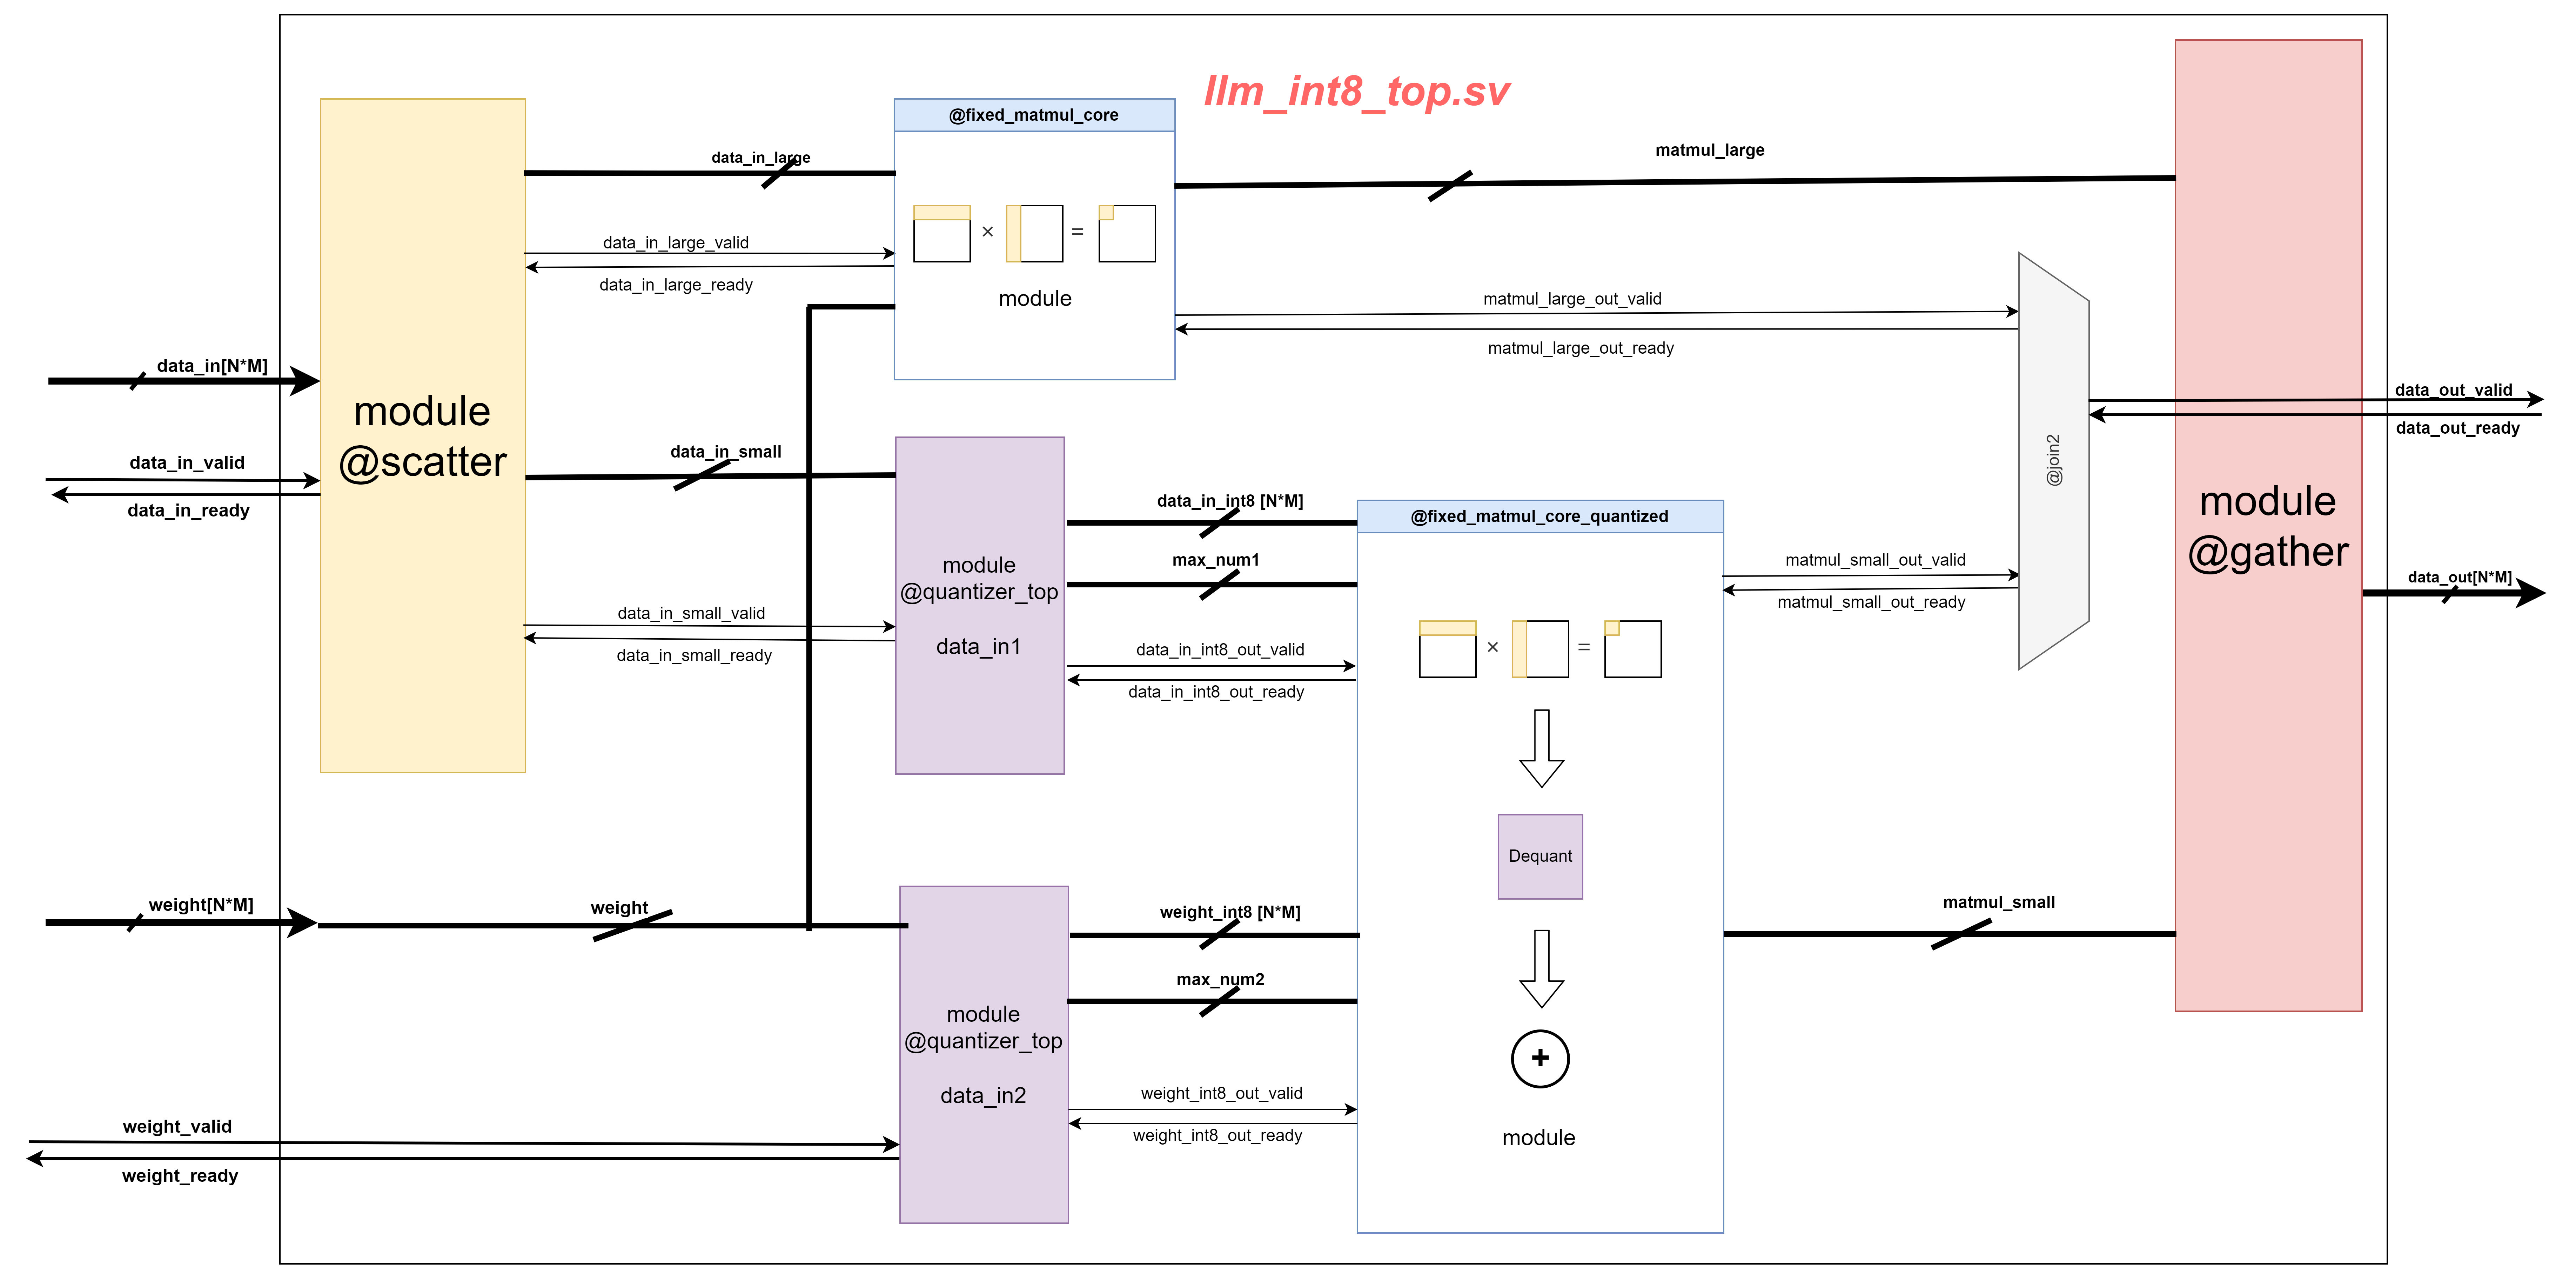 llm_int8_top.sv
@fixed_matmul_core
data_in_large
matmul_large
data_in_large_valid
data_in_large_ready
×
=
module
matmul_large_out_valid
matmul_large_out_ready
data_in[N*M]
data_in_valid
data_in_ready
module
@scatter
data_in_small
data_in_small_valid
data_in_small_ready
module
@quantizer_top
data_in1
data_in_int8 [N*M]
max_num1
data_in_int8_out_valid
data_in_int8_out_ready
@fixed_matmul_core_quantized
×
=
Dequant
+
module
matmul_small_out_valid
matmul_small_out_ready
@join2
module
@gather
data_out_valid
data_out_ready
data_out[N*M]
weight[N*M]
weight
weight_int8 [N*M]
max_num2
matmul_small
module
@quantizer_top
data_in2
weight_int8_out_valid
weight_int8_out_ready
weight_valid
weight_ready